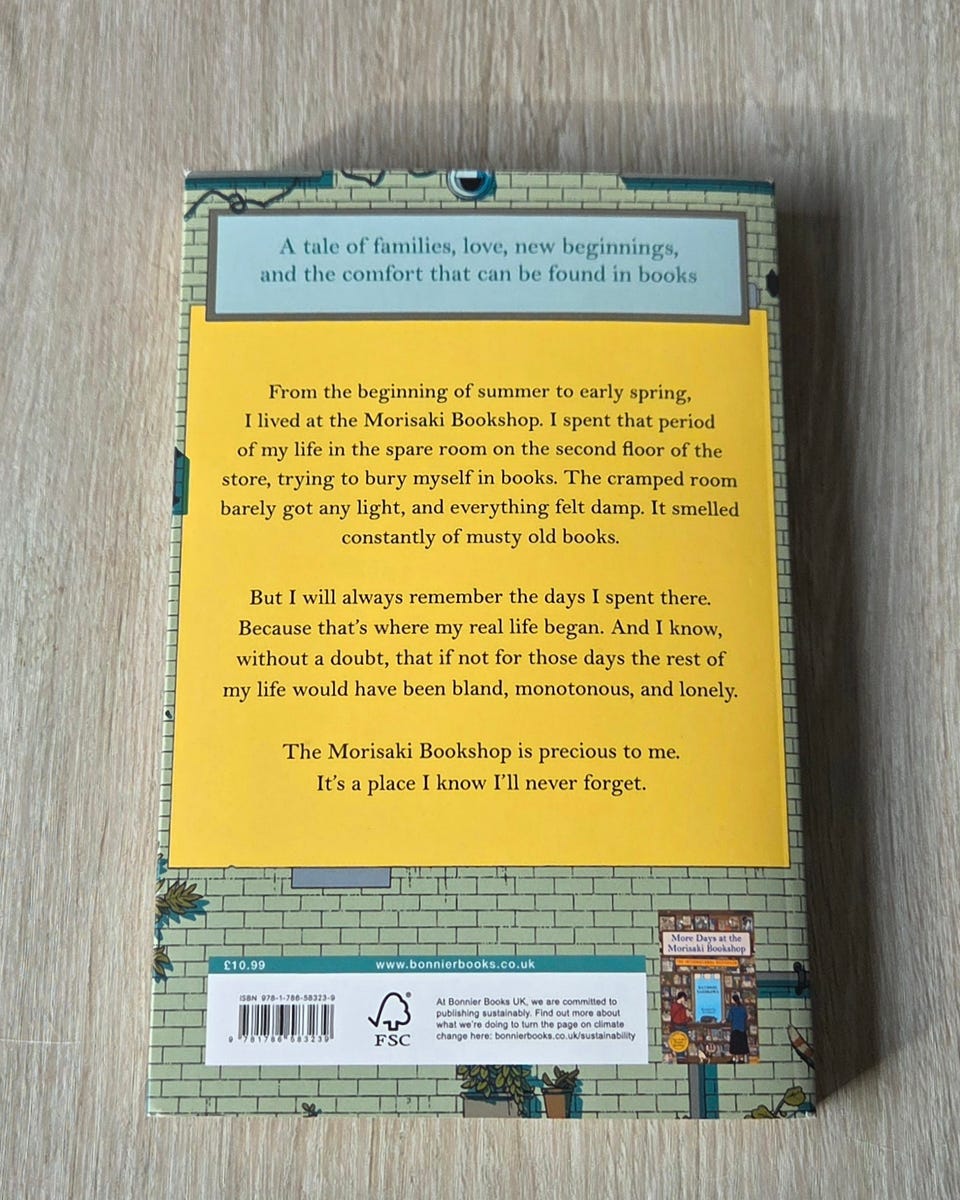 A tale of families, love, new beginnings,
and the comfort that can be found in books
From the beginning of summer to early spring,
I lived at the Morisaki Bookshop. I spent that period
of my life in the spare room on the second floor of the
store, trying to bury myself in books. The cramped room
barely got any light, and everything felt damp. It smelled
constantly of musty old books.
But I will always remember the days I spent there.
Because that's where my real life began. And I know,
without a doubt, that if not for those days the rest of
my life would have been bland, monotonous, and lonely.
The Morisaki Bookshop is precious to me.
It's a place I know I'll never forget.
£10.99 www.bonnierbooks.co.uk
ISBN 978-1-786-58323-9
9 781786 583239
FSC
At Bonnier Books UK, we are committed to
publishing sustainably. Find out more about
what we're doing to turn the page on climate
change here: bonnierbooks.co.uk/sustainability
More Days at the
Morisaki Bookshop